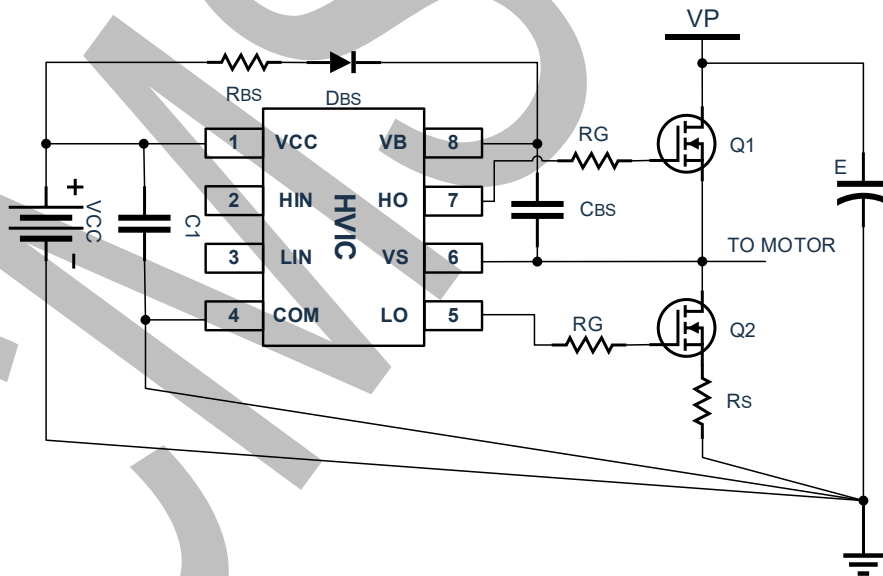 VP
RBS
DBS
1 VCC VB 8
RG
Q1
E
+
2 HIN HO 7
VCC
C1
HVIC
CBS
3 LIN VS 6
TO MOTOR
-
4 COM LO 5
RG
Q2
RS